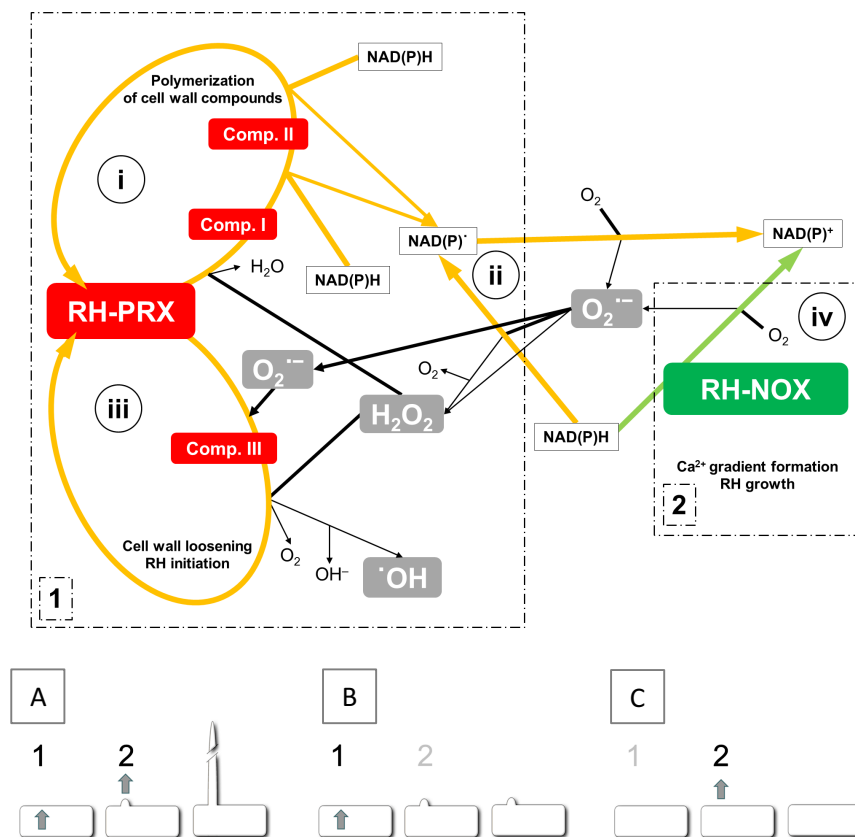 NAD(P)H
Polymerization
of cell wall compounds
Comp. II
i
Comp. I
O₂
NAD(P)˙
NAD(P)⁺
H₂O
NAD(P)H
ii
RH-PRX
O₂˙⁻
iv
O₂
O₂˙⁻
O₂
RH-NOX
iii
H₂O₂
Comp. III
NAD(P)H
Ca²⁺ gradient formation
RH growth
2
Cell wall loosening
RH initiation
O₂
OH⁻
˙OH
1
A
B
C
1 2
1 2
1 2